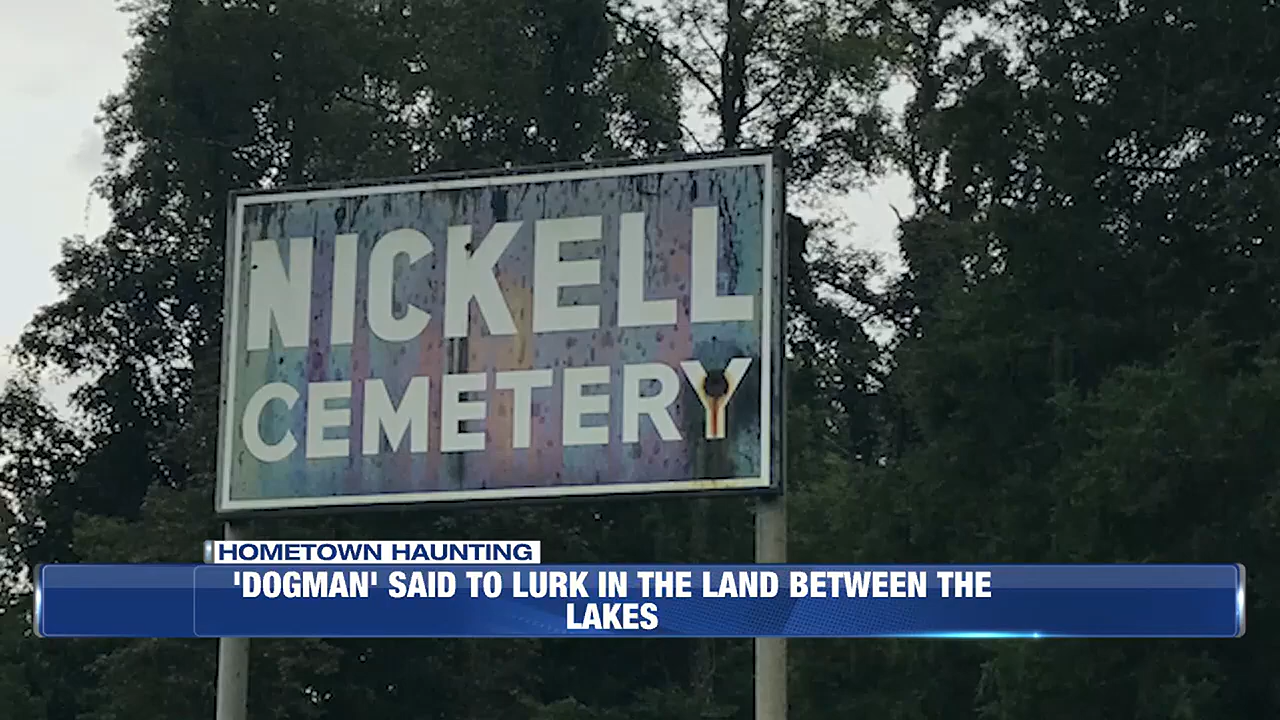 NICKELL
CEMETERY
HOMETOWN HAUNTING
'DOGMAN' SAID TO LURK IN THE LAND BETWEEN THE
LAKES